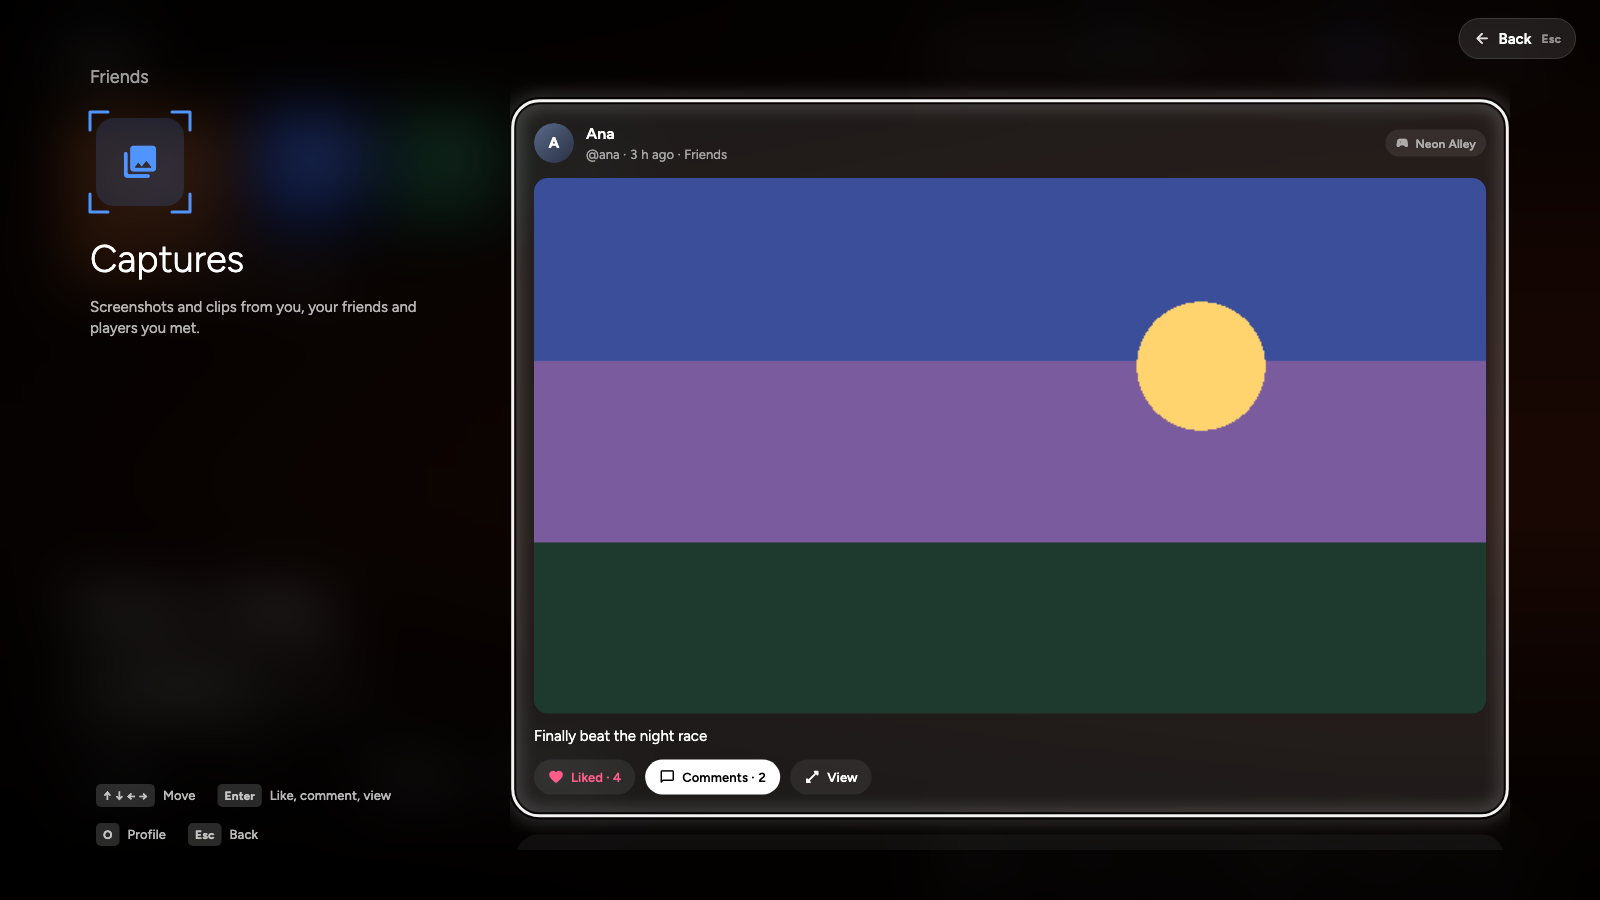 Back Esc
Friends
Captures
Screenshots and clips from you, your friends and
players you met.
A
Ana
@ana · 3 h ago · Friends
Neon Alley
Finally beat the night race
Liked · 4
Comments · 2
View
↑ ↓ ← → Move Enter Like, comment, view
O Profile Esc Back